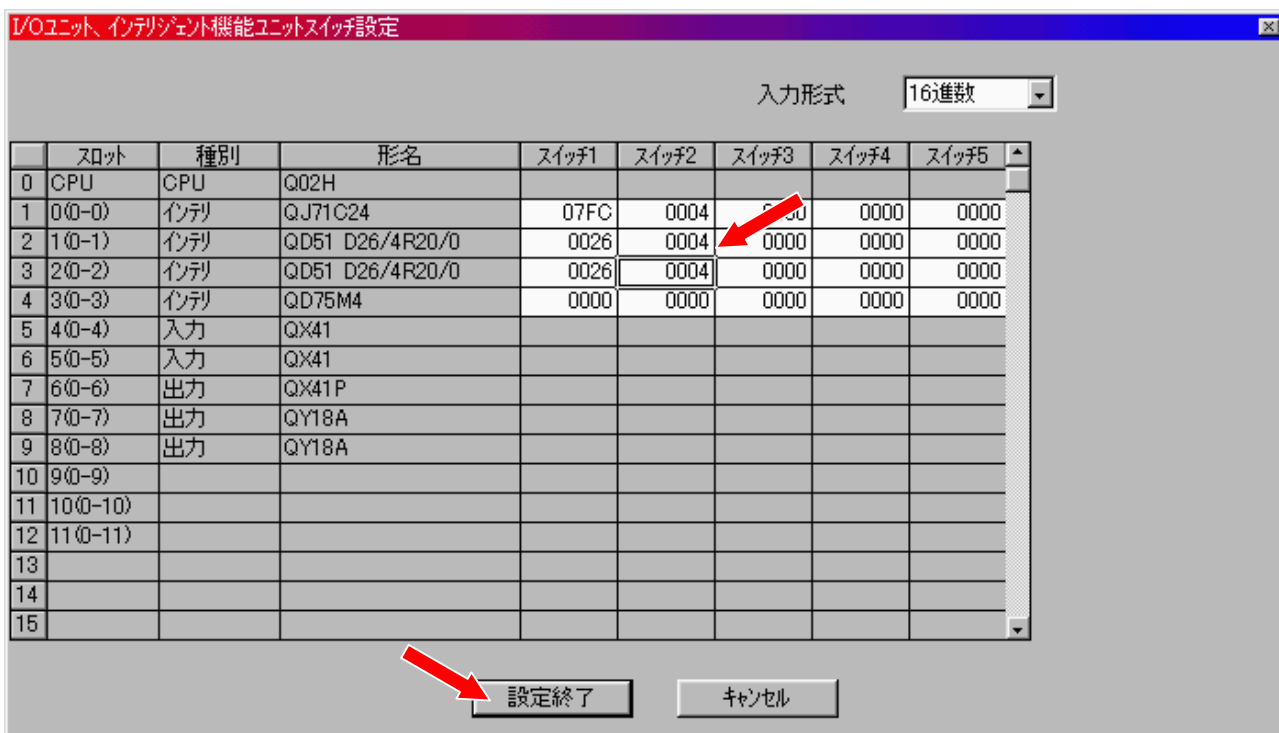 I/Oユニット、インテリジェント機能ユニットスイッチ設定
入力形式 16進数
スロット 種別 形名 スイッチ1 スイッチ2 スイッチ3 スイッチ4 スイッチ5
0 CPU CPU Q02H
1 0(0-0) インテリ QJ71C24 07FC 0004 0000 0000
2 1(0-1) インテリ QD51 D26/4R20/0 0026 0004 0000 0000 0000
3 2(0-2) インテリ QD51 D26/4R20/0 0026 0004 0000 0000 0000
4 3(0-3) インテリ QD75M4 0000 0000 0000 0000 0000
5 4(0-4) 入力 QX41
6 5(0-5) 入力 QX41
7 6(0-6) 出力 QX41P
8 7(0-7) 出力 QY18A
9 8(0-8) 出力 QY18A
10 9(0-9)
11 10(0-10)
12 11(0-11)
13
14
15
設定終了 キャンセル